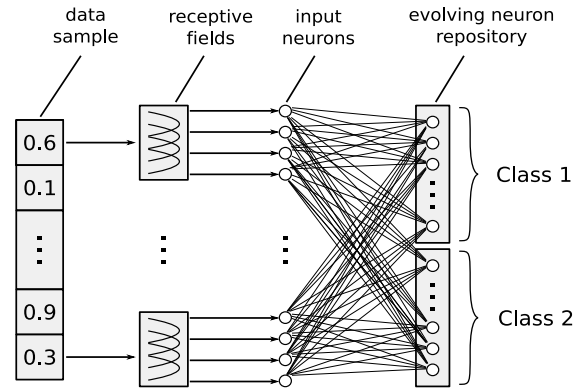 data
sample
receptive
fields
input
neurons
evolving neuron
repository
0.6
0.1
0.9
0.3
Class 1
Class 2